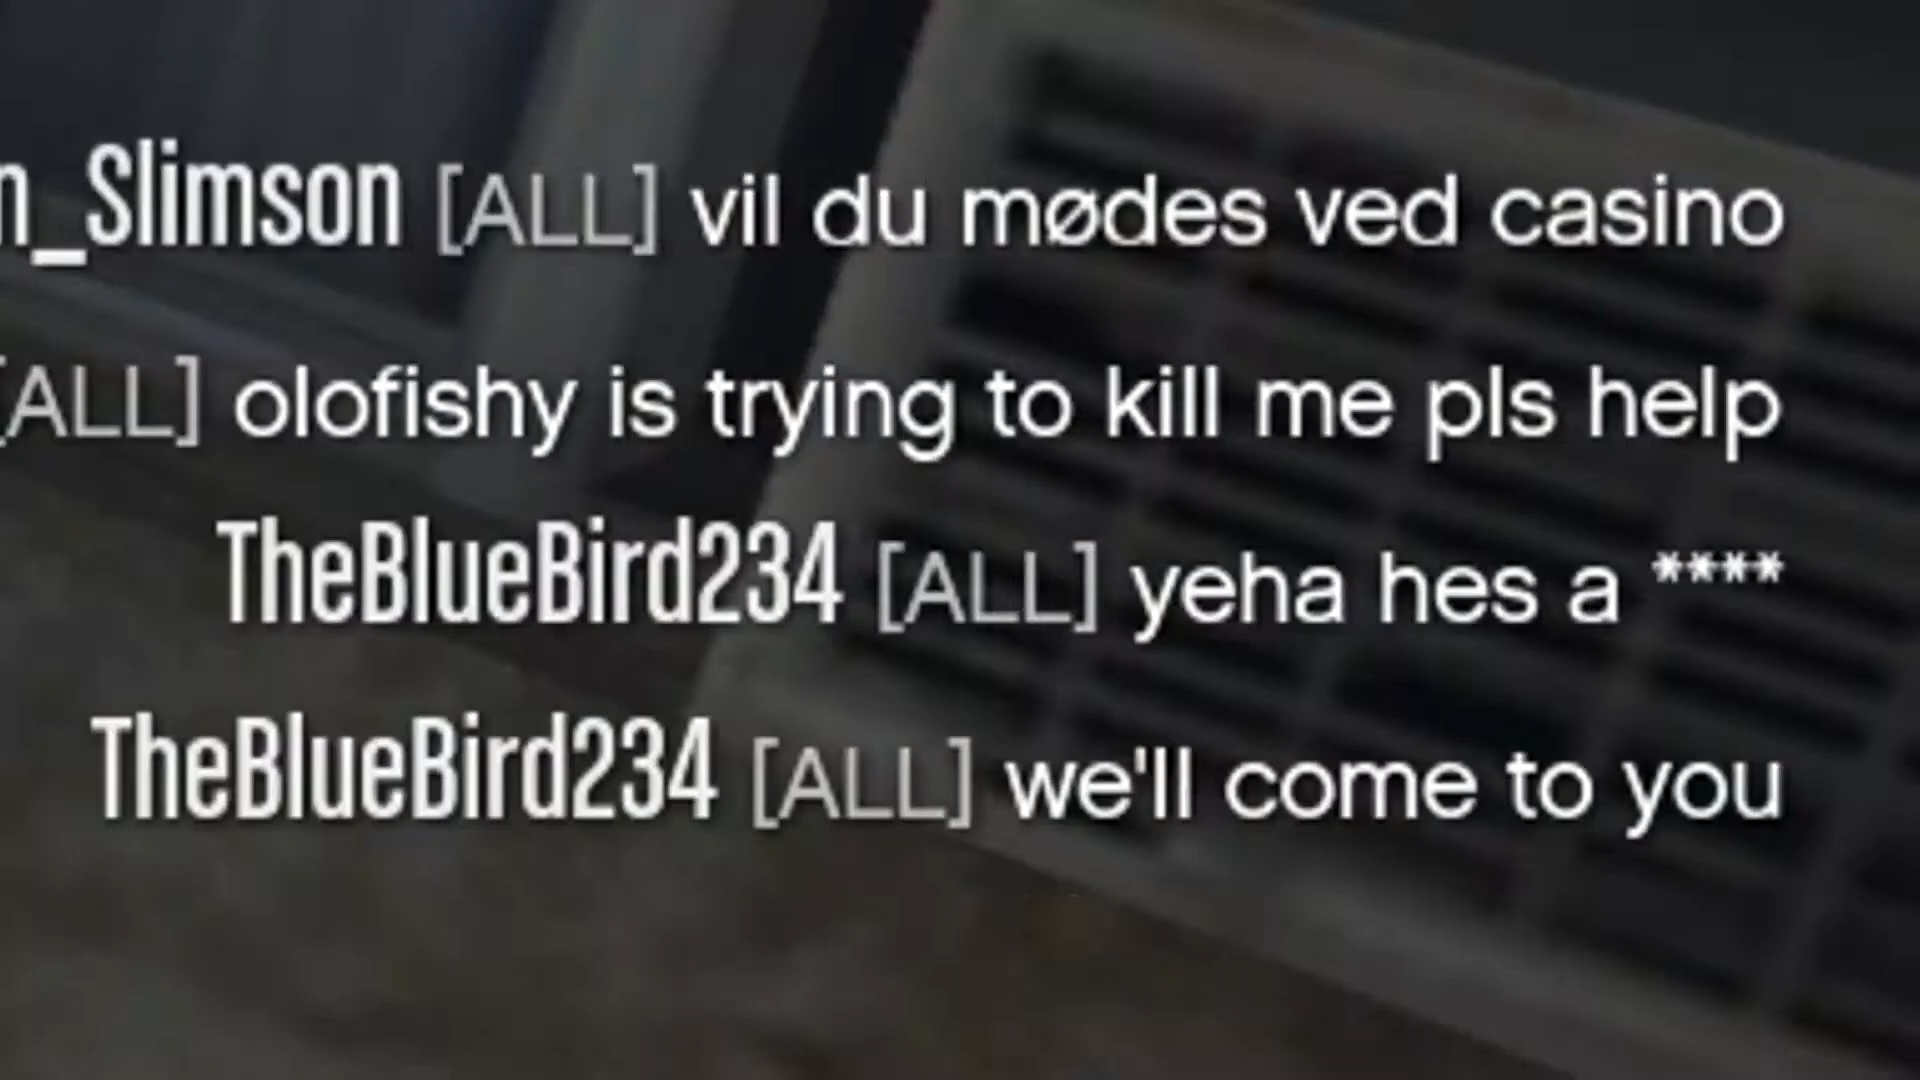 n_Slimson [ALL] vil du mødes ved casino
[ALL] olofishy is trying to kill me pls help
TheBlueBird234 [ALL] yeha hes a ****
TheBlueBird234 [ALL] we'll come to you